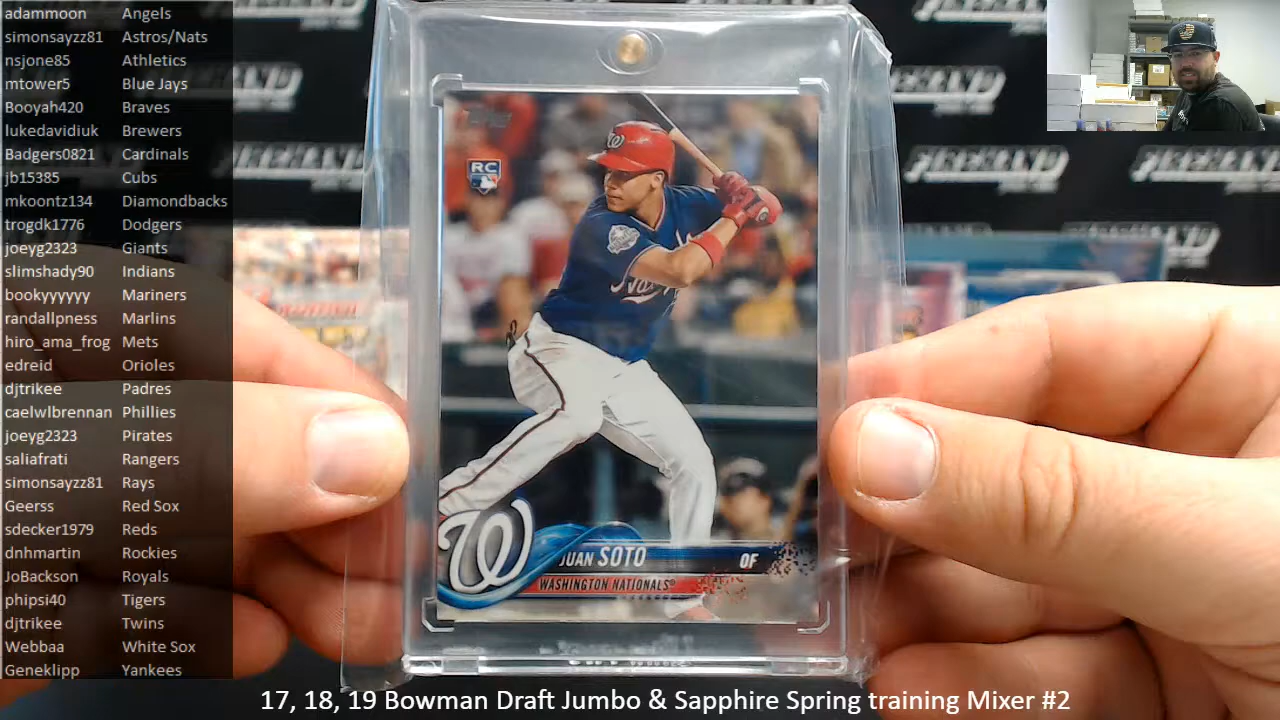 adammoon Angels
simonsayzz81 Astros/Nats
nsjone85 Athletics
mtower5 Blue Jays
Booyah420 Braves
lukedavidiuk Brewers
Badgers0821 Cardinals
jb15385 Cubs
mkoontz134 Diamondbacks
trogdk1776 Dodgers
joeyg2323 Giants
slimshady90 Indians
bookyyyyyy Mariners
randallpness Marlins
hiro_ama_frog Mets
edreid Orioles
djtrikee Padres
caelwlbrennan Phillies
joeyg2323 Pirates
saliafrati Rangers
simonsayzz81 Rays
Geerss Red Sox
sdecker1979 Reds
dnhmartin Rockies
JoBackson Royals
phipsi40 Tigers
djtrikee Twins
Webbaa White Sox
Geneklipp Yankees
Topps
RC
W
W
JUAN SOTO OF
WASHINGTON NATIONALS®
17, 18, 19 Bowman Draft Jumbo & Sapphire Spring training Mixer #2